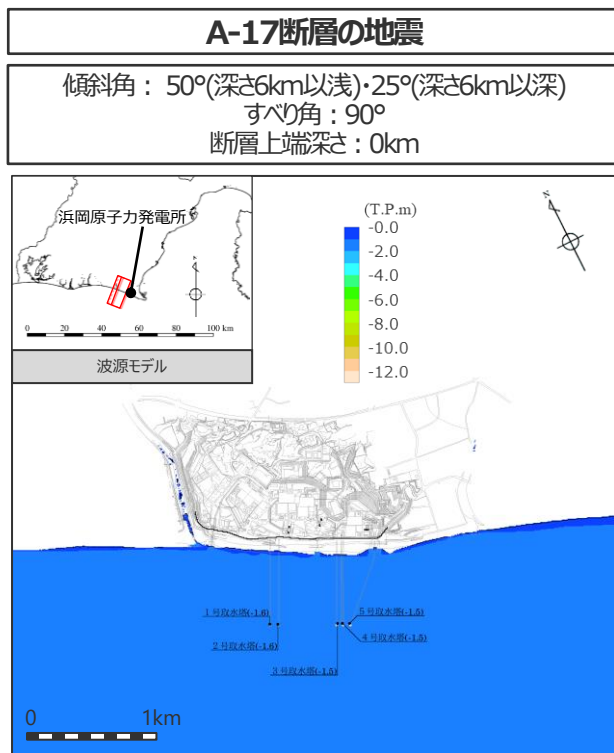 A-17断層の地震
傾斜角： 50°(深さ6km以浅)・25°(深さ6km以深)
すべり角：90°
断層上端深さ：0km
浜岡原子力発電所
N
0 20 40 60 80 100 km
波源モデル
(T.P.m)
-0.0
-2.0
-4.0
-6.0
-8.0
-10.0
-12.0
N
1号取水塔(-1.6)
2号取水塔(-1.6)
3号取水塔(-1.5)
5号取水塔(-1.5)
4号取水塔(-1.5)
0 1km